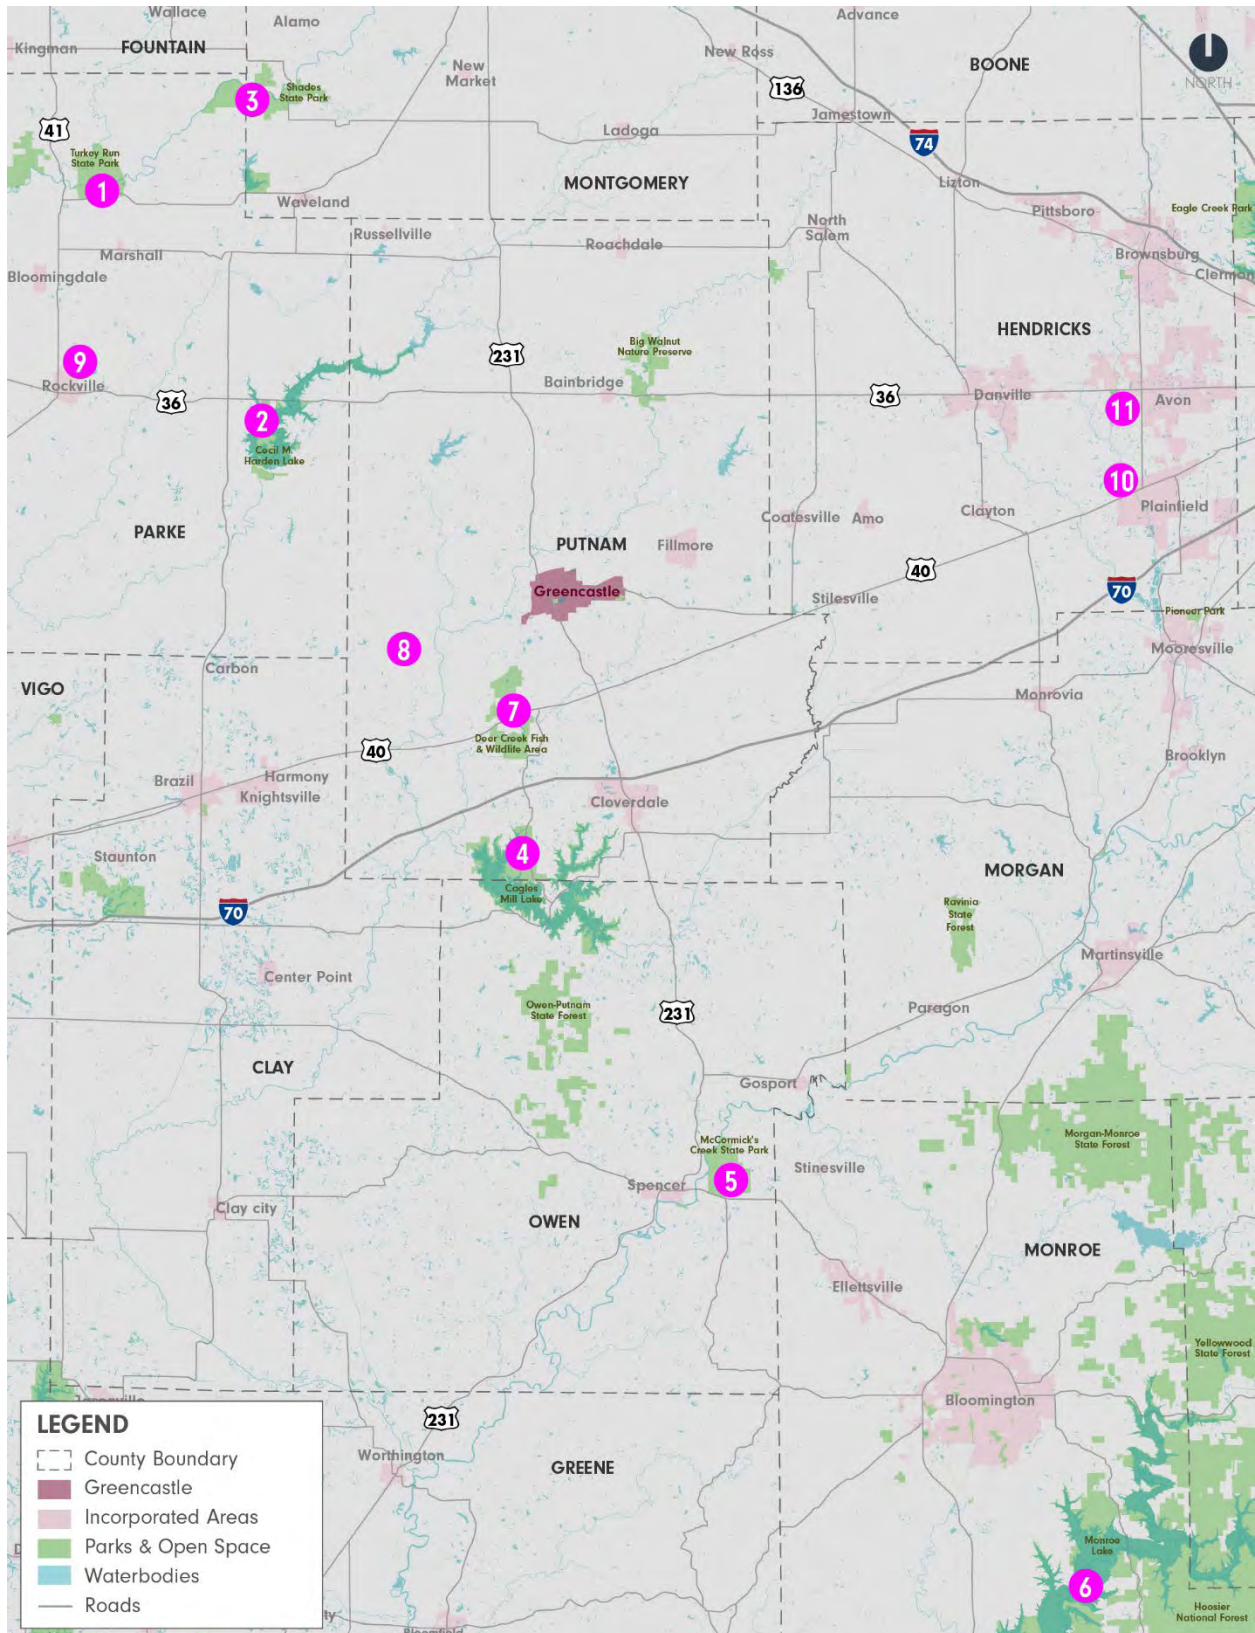 Wallace
Alamo
Advance
Kingman
FOUNTAIN
New Ross
BOONE
NORTH
New
Market
136
Shades
State Park
3
Jamestown
41
Ladoga
74
Turkey Run
State Park
1
MONTGOMERY
Lizton
Waveland
Pittsboro
Eagle Creek Park
Russellville
North
Salem
Marshall
Roachdale
Brownsburg
Bloomingdale
Clermon
HENDRICKS
9
231
Big Walnut
Nature Preserve
Rockville
36
Bainbridge
36
Danville
11
Avon
2
Cecil M.
Harden Lake
10
Plainfield
PARKE
Coatesville
Amo
Clayton
PUTNAM
Fillmore
40
Greencastle
Stilesville
70
Pioneer Park
8
Mooresville
Carbon
VIGO
Monrovia
7
Deer Creek Fish
& Wildlife Area
40
Brooklyn
Brazil
Harmony
Knightsville
Cloverdale
Staunton
4
MORGAN
Cagles
Mill Lake
70
Ravinia
State
Forest
Martinsville
Center Point
Owen-Putnam
State Forest
231
Paragon
CLAY
Gosport
McCormick's
Creek State Park
Morgan-Monroe
State Forest
Stinesville
5
Spencer
Clay city
OWEN
MONROE
Ellettsville
Yellowwood
State Forest
Bloomington
LEGEND
County Boundary
Greencastle
Incorporated Areas
Parks & Open Space
Waterbodies
Roads
231
Worthington
GREENE
Monroe
Lake
6
Hoosier
National Forest